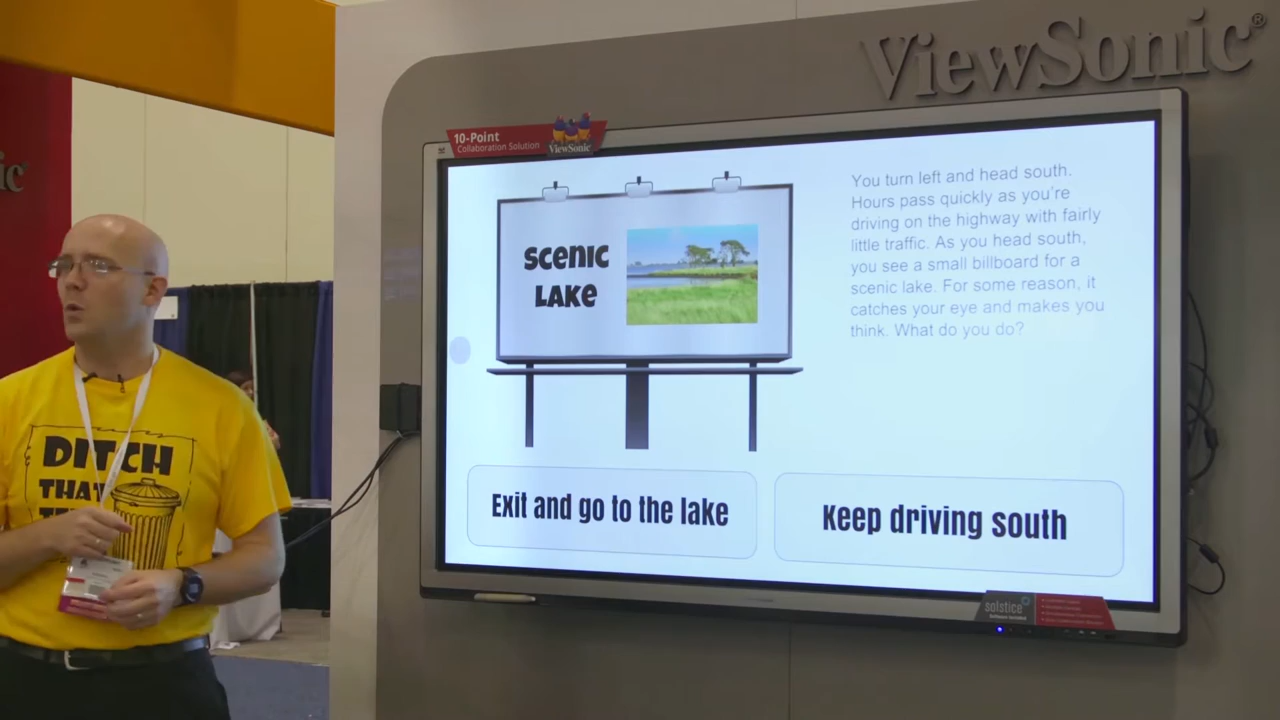 ViewSonic®
ic
10-Point
Collaboration Solution
ViewSonic
SCENIC
LAKE
You turn left and head south.
Hours pass quickly as you're
driving on the highway with fairly
little traffic. As you head south,
you see a small billboard for a
scenic lake. For some reason, it
catches your eye and makes you
think. What do you do?
Exit and go to the lake
Keep driving south
DITCH
THAT
solstice